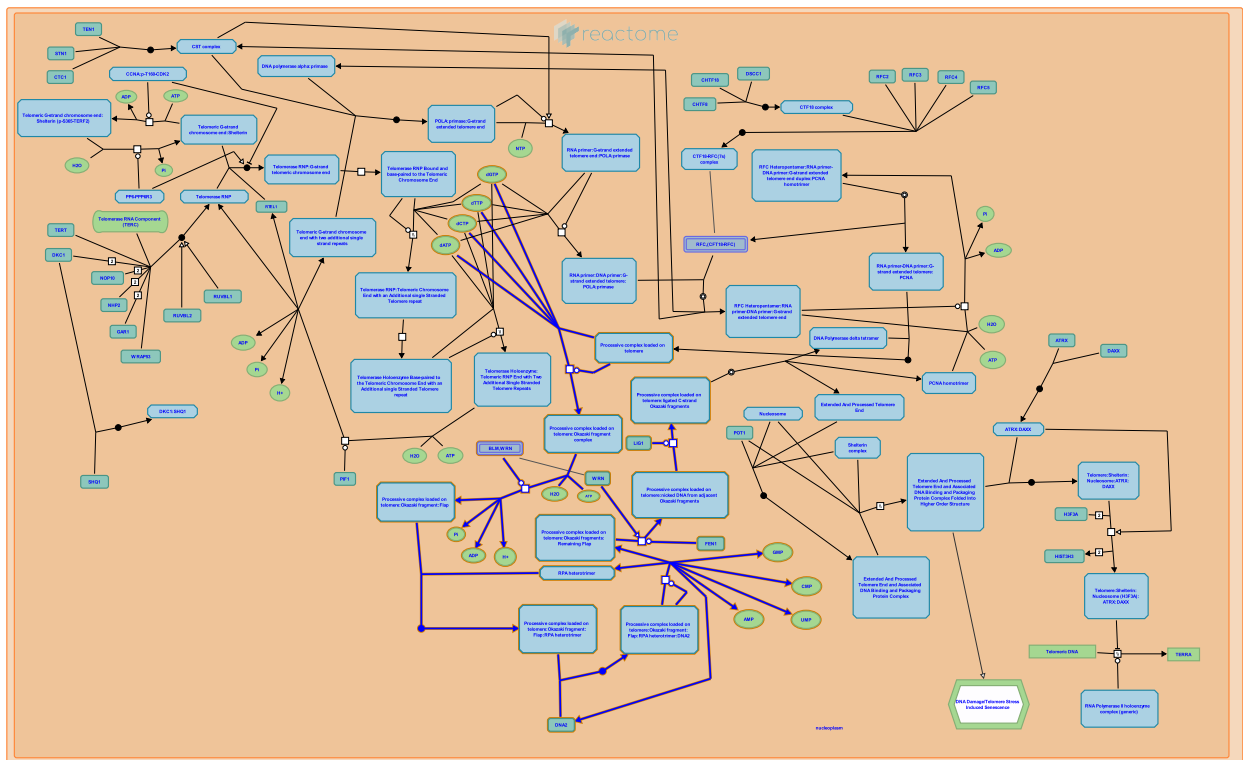 reactome
TEN1
STN1
CTC1
CST complex
DNA polymerase alpha:primase
CCNA:p-T160-CDK2
ADP
ATP
Telomeric G-strand chromosome end:
Shelterin (p-S365-TERF2)
Telomeric G-strand
chromosome end:Shelterin
H2O
Pi
PP6-PPP6R3
Telomerase RNP
PIF1
Telomerase RNP:G-strand
telomeric chromosome end
Telomerase RNP Bound and
base-paired to the Telomeric
Chromosome End
POLA primase:G-strand
extended telomere end
NTP
RNA primer:G-strand extended
telomere end:POLA primase
CHTF18
DSCC1
CHTF8
CTF18 complex
RFC2
RFC3
RFC4
RFC5
CTF18-RFC(7s)
complex
RFC Heteropentamer:RNA primer-
DNA primer:G-strand extended
telomere end duplex:PCNA
homotrimer
RFC,(CFT18-RFC)
Pi
ADP
H2O
ATP
RNA primer-DNA primer:G-
strand extended telomere:
PCNA
Telomerase RNA Component
(TERC)
TERT
DKC1
NOP10
NHP2
GAR1
WRAP53
RUVBL2
RUVBL1
2
2
2
Telomeric G-strand chromosome
end with two additional single
strand repeats
ADP
Pi
H+
dGTP
dTTP
dCTP
dATP
RNA primer:DNA primer:G-
strand extended telomere:
POLA primase
Telomerase RNP:Telomeric Chromosome
End with an Additional single Stranded
Telomere repeat
Telomerase Holoenzyme Base-paired to
the Telomeric Chromosome End with an
Additional single Stranded Telomere
repeat
Telomerase Holoenzyme:
Telomeric RNP End with Two
Additional Single Stranded
Telomere Repeats
RFC Heteropentamer:RNA
primer-DNA primer:G-strand
extended telomere end
DNA Polymerase delta tetramer
PCNA homotrimer
Processive complex loaded on
telomere
Processive complex loaded on
telomere:ligated C-strand
Okazaki fragments
Extended And Processed Telomere
End
ATRX
DAXX
ATRX:DAXX
DKC1:SHQ1
SHQ1
PIF1
H2O
ATP
Processive complex loaded on
telomere:Okazaki fragment
complex
LIG1
Nucleosome
POT1
Shelterin
complex
BLM,WRN
WRN
H2O
ATP
Processive complex loaded on
telomere:Okazaki fragment:Flap
Processive complex loaded on
telomere:nicked DNA from adjacent
Okazaki fragments
Extended And Processed
Telomere End and Associated
DNA Binding and Packaging
Protein Complex Folded Into
Higher Order Structure
Telomere:Shelterin:
Nucleosome:ATRX:
DAXX
H3F3A
2
HIST3H3
2
Pi
ADP
H+
Processive complex loaded on
telomere:Okazaki fragments:
Remaining Flap
FEN1
GMP
CMP
UMP
AMP
RPA heterotrimer
Extended And Processed
Telomere End and Associated
DNA Binding and Packaging
Protein Complex
Telomere:Shelterin:
Nucleosome (H3F3A):
ATRX:DAXX
Processive complex loaded on
telomere:Okazaki fragment:
Flap:RPA heterotrimer
Processive complex loaded on
telomere:Okazaki fragment:
Flap:RPA heterotrimer:DNA2
DNA2
Telomeric DNA
TERRA
DNA Damage/Telomere Stress
Induced Senescence
RNA Polymerase II holoenzyme
complex (generic)
nucleoplasm